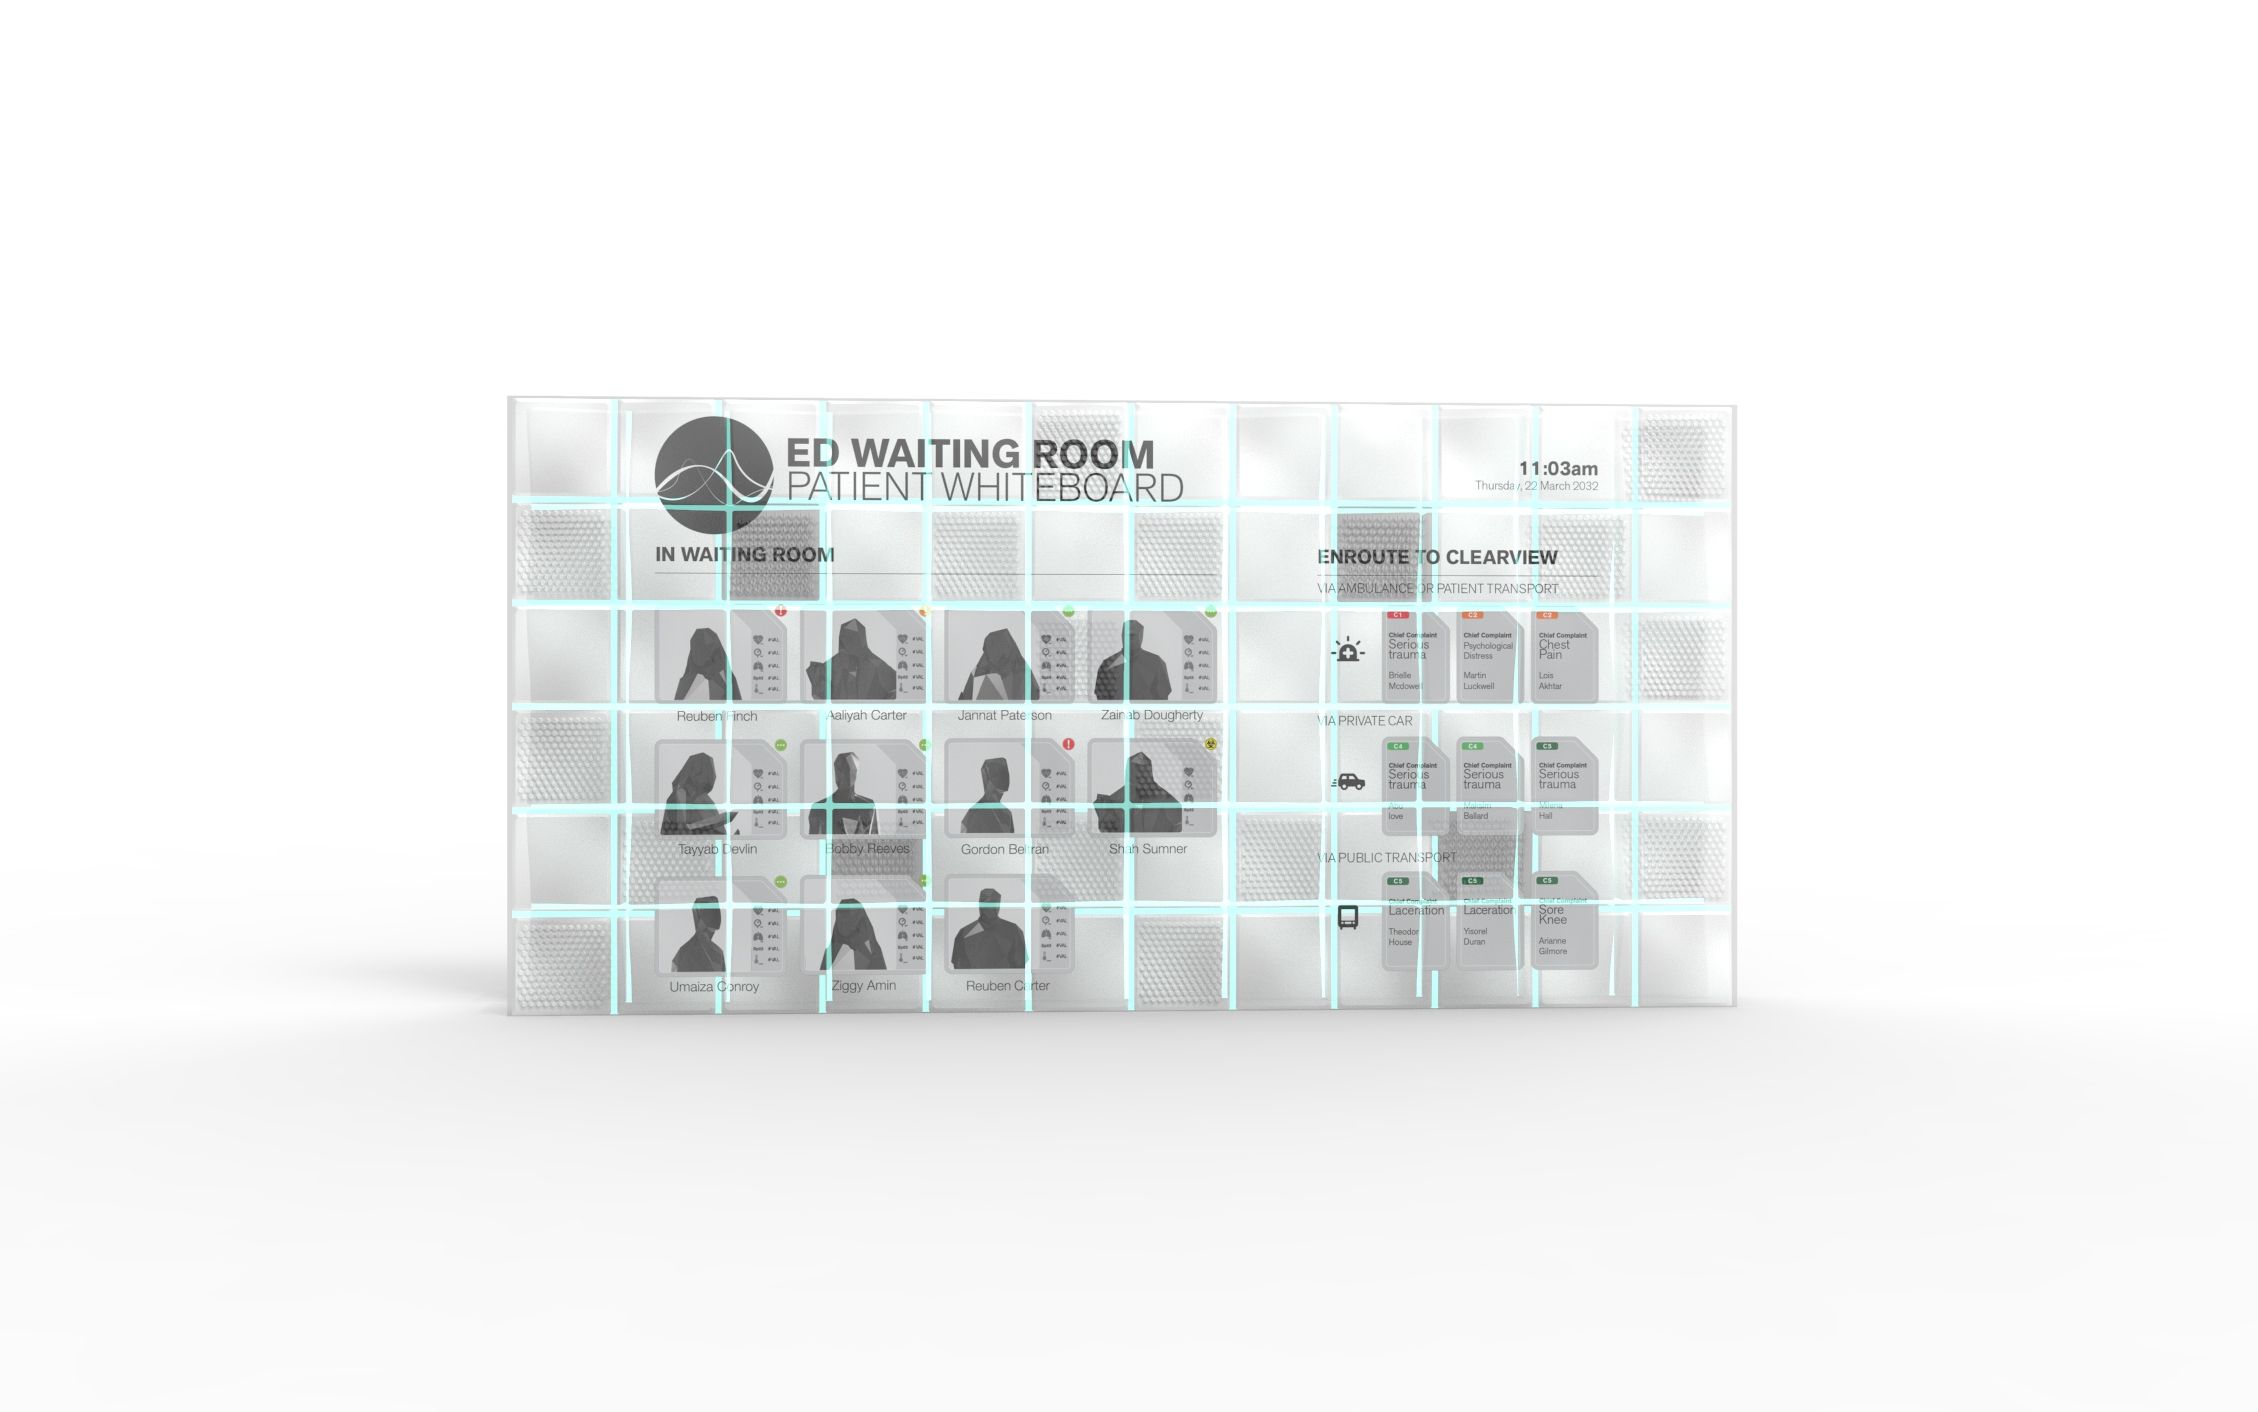 ED WAITING ROOM
PATIENT WHITEBOARD
11:03am
Thursday, 22 March 2032
IN WAITING ROOM
Reuben Finch
Aaliyah Carter
Jannat Paterson
Zainab Dougherty
Tayyab Devlin
Bobby Reeves
Gordon Beltran
Shah Sumner
Umaiza Conroy
Ziggy Amin
Reuben Carter
ENROUTE TO CLEARVIEW
VIA AMBULANCE OR PATIENT TRANSPORT
C1
Chief Complaint
Serious
trauma
Brielle
Mcdowell
C2
Chief Complaint
Psychological
Distress
Martin
Luckwell
C2
Chief Complaint
Chest
Pain
Lois
Akhtar
VIA PRIVATE CAR
C4
Chief Complaint
Serious
trauma
love
C4
Chief Complaint
Serious
trauma
Ballard
C5
Chief Complaint
Serious
trauma
Milena
Hall
VIA PUBLIC TRANSPORT
C5
Chief Complaint
Laceration
Theodor
House
C5
Chief Complaint
Laceration
Yisorel
Duran
C5
Chief Complaint
Sore
Knee
Arianne
Gilmore